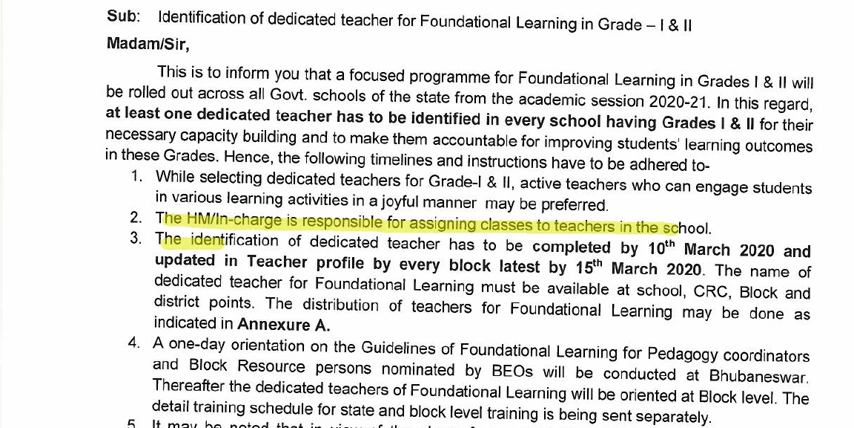 Sub: Identification of dedicated teacher for Foundational Learning in Grade – I & II
Madam/Sir,
This is to inform you that a focused programme for Foundational Learning in Grades I & II will
be rolled out across all Govt. schools of the state from the academic session 2020-21. In this regard,
at least one dedicated teacher has to be identified in every school having Grades I & II for their
necessary capacity building and to make them accountable for improving students' learning outcomes
in these Grades. Hence, the following timelines and instructions have to be adhered to-
1. While selecting dedicated teachers for Grade-I & II, active teachers who can engage students
in various learning activities in a joyful manner may be preferred.
2. The HM/In-charge is responsible for assigning classes to teachers in the school.
3. The identification of dedicated teacher has to be completed by 10th March 2020 and
updated in Teacher profile by every block latest by 15th March 2020. The name of
dedicated teacher for Foundational Learning must be available at school, CRC, Block and
district points. The distribution of teachers for Foundational Learning may be done as
indicated in Annexure A.
4. A one-day orientation on the Guidelines of Foundational Learning for Pedagogy coordinators
and Block Resource persons nominated by BEOs will be conducted at Bhubaneswar.
Thereafter the dedicated teachers of Foundational Learning will be oriented at Block level. The
detail training schedule for state and block level training is being sent separately.
5. It may be noted that in view of the